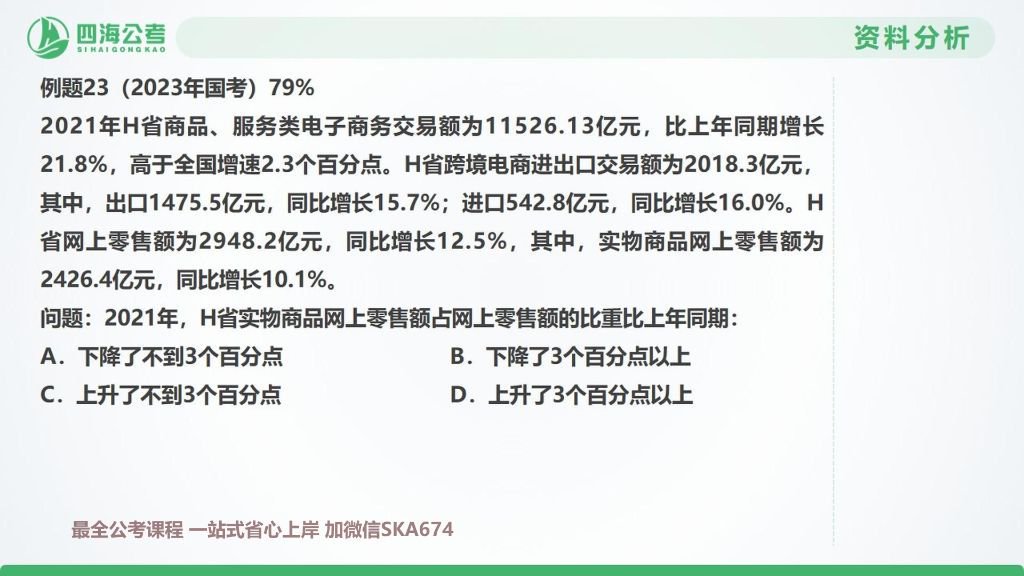 四海公考
SIHAIGONGKAO
资料分析
例题23（2023年国考）79%
2021年H省商品、服务类电子商务交易额为11526.13亿元，比上年同期增长
21.8%，高于全国增速2.3个百分点。H省跨境电商进出口交易额为2018.3亿元，
其中，出口1475.5亿元，同比增长15.7%；进口542.8亿元，同比增长16.0%。H
省网上零售额为2948.2亿元，同比增长12.5%，其中，实物商品网上零售额为
2426.4亿元，同比增长10.1%。
问题：2021年，H省实物商品网上零售额占网上零售额的比重比上年同期：
A．下降了不到3个百分点 B．下降了3个百分点以上
C．上升了不到3个百分点 D．上升了3个百分点以上
最全公考课程 一站式省心上岸 加微信SKA674